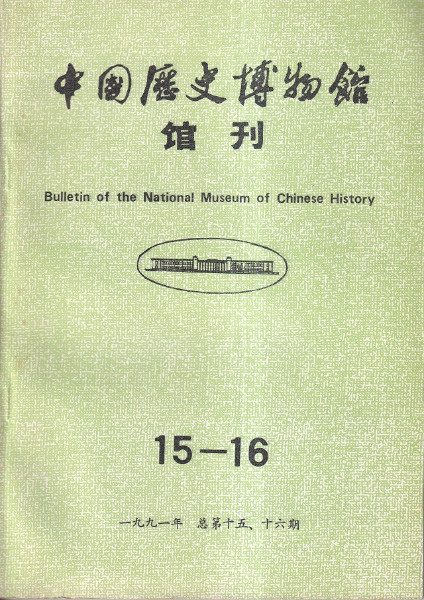 中國歷史博物館
馆刊
Bulletin of the National Museum of Chinese History
15—16
一九九一年 总第十五、十六期